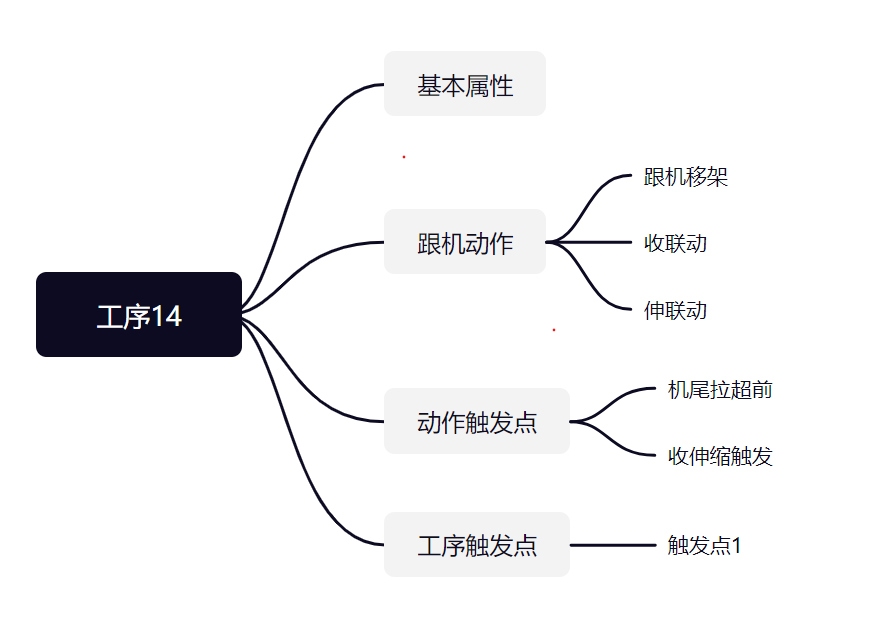 工序14
基本属性
跟机动作
跟机移架
收联动
伸联动
动作触发点
机尾拉超前
收伸缩触发
工序触发点
触发点1